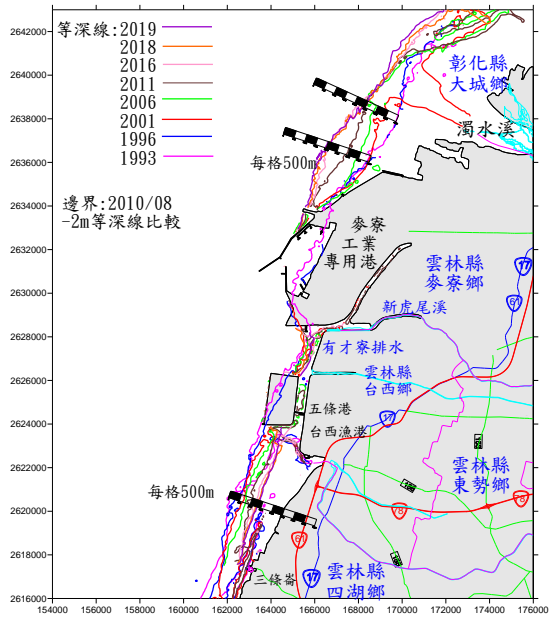 2642000
2640000
2638000
2636000
2634000
2632000
2630000
2628000
2626000
2624000
2622000
2620000
2618000
2616000
等深線:2019
2018
2016
2011
2006
2001
1996
1993
邊界:2010/08
-2m等深線比較
每格500m
每格500m
彰化縣
大城鄉
濁水溪
麥寮
工業
專用港
雲林縣
麥寮鄉
17
61
新虎尾溪
有才寮排水
雲林縣
台西鄉
五條港
台西漁港
17
雲林縣
東勢鄉
78
78
61
三條崙
17
雲林縣
四湖鄉
154000
156000
158000
160000
162000
164000
166000
168000
170000
172000
174000
176000